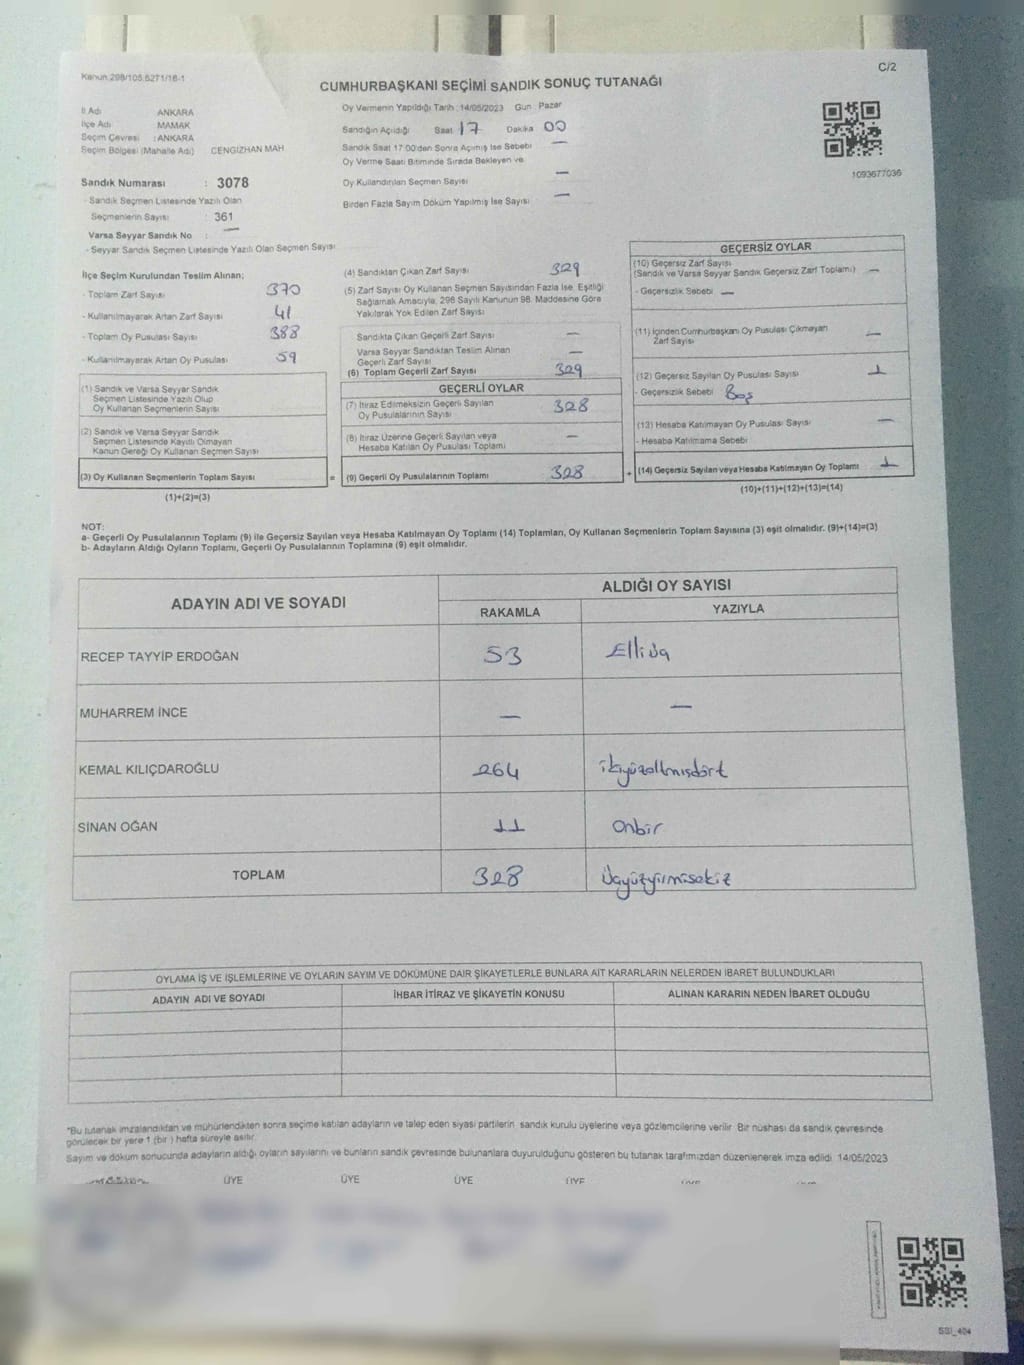 Kanun 298/105,6271/16-1
C/2
CUMHURBAŞKANI SEÇİMİ SANDIK SONUÇ TUTANAĞI
İl Adı ANKARA
İlçe Adı MAMAK
Seçim Çevresi : ANKARA
Seçim Bölgesi (Mahalle Adı) CENGİZHAN MAH
Oy Vermenin Yapıldığı Tarih : 14/05/2023 Gün : Pazar
Sandığın Açıldığı Saat 17 Dakika 00
Sandık Saat 17:00'den Sonra Açımış İse Sebebi —
Oy Verme Saati Bitiminde Sırada Bekleyen ve
Oy Kullandırılan Seçmen Sayısı —
Birden Fazla Sayım Döküm Yapılmış İse Sayısı —
1093677036
Sandık Numarası : 3078
- Sandık Seçmen Listesinde Yazılı Olan
Seçmenlerin Sayısı : 361
Varsa Seyyar Sandık No : —
- Seyyar Sandık Seçmen Listesinde Yazılı Olan Seçmen Sayısı
İlçe Seçim Kurulundan Teslim Alınan;
- Toplam Zarf Sayısı 370
- Kullanılmayarak Artan Zarf Sayısı 41
- Toplam Oy Pusulası Sayısı 388
- Kullanılmayarak Artan Oy Pusulası 59
(1) Sandık ve Varsa Seyyar Sandık
Seçmen Listesinde Yazılı Olup
Oy Kullanan Seçmenlerin Sayısı
(2) Sandık ve Varsa Seyyar Sandık
Seçmen Listesinde Kayıtlı Olmayan
Kanun Gereği Oy Kullanan Seçmen Sayısı
(3) Oy Kullanan Seçmenlerin Toplam Sayısı =
(1)+(2)=(3)
(4) Sandıktan Çıkan Zarf Sayısı 329
(5) Zarf Sayısı Oy Kullanan Seçmen Sayısından Fazla İse, Eşitliği
Sağlamak Amacıyla, 298 Sayılı Kanunun 98. Maddesine Göre
Yakılarak Yok Edilen Zarf Sayısı
Sandıkta Çıkan Geçerli Zarf Sayısı —
Varsa Seyyar Sandıktan Teslim Alınan
Geçerli Zarf Sayısı —
(6) Toplam Geçerli Zarf Sayısı 329
GEÇERLİ OYLAR
(7) İtiraz Edilmeksizin Geçerli Sayılan
Oy Pusulalarının Sayısı 328
(8) İtiraz Üzerine Geçerli Sayılan veya
Hesaba Katılan Oy Pusulası Toplamı —
(9) Geçerli Oy Pusulalarının Toplamı 328 +
GEÇERSİZ OYLAR
(10) Geçersiz Zarf Sayısı
(Sandık ve Varsa Seyyar Sandık Geçersiz Zarf Toplamı) —
- Geçersizlik Sebebi —
(11) İçinden Cumhurbaşkanı Oy Pusulası Çıkmayan
Zarf Sayısı —
(12) Geçersiz Sayılan Oy Pusulası Sayısı 1
- Geçersizlik Sebebi Boş
(13) Hesaba Katılmayan Oy Pusulası Sayısı —
- Hesaba Katılmama Sebebi
(14) Geçersiz Sayılan veya Hesaba Katılmayan Oy Toplamı 1
(10)+(11)+(12)+(13)=(14)
NOT:
a- Geçerli Oy Pusulalarının Toplamı (9) ile Geçersiz Sayılan veya Hesaba Katılmayan Oy Toplamı (14) Toplamları, Oy Kullanan Seçmenlerin Toplam Sayısına (3) eşit olmalıdır. (9)+(14)=(3)
b- Adayların Aldığı Oyların Toplamı, Geçerli Oy Pusulalarının Toplamına (9) eşit olmalıdır.
ADAYIN ADI VE SOYADI
ALDIĞI OY SAYISI
RAKAMLA YAZIYLA
RECEP TAYYİP ERDOĞAN 53
MUHARREM İNCE — —
KEMAL KILIÇDAROĞLU 264 ikiyüzaltmışdört
SİNAN OĞAN 11 Onbir
TOPLAM 328 Üçyüzyirmisekiz
OYLAMA İŞ VE İŞLEMLERİNE VE OYLARIN SAYIM VE DÖKÜMÜNE DAİR ŞİKAYETLERLE BUNLARA AİT KARARLARIN NELERDEN İBARET BULUNDUKLARI
ADAYIN ADI VE SOYADI İHBAR İTİRAZ VE ŞİKAYETİN KONUSU ALINAN KARARIN NEDEN İBARET OLDUĞU
*Bu tutanak imzalandıktan ve mühürlendikten sonra seçime katılan adayların ve talep eden siyasi partilerin sandık kurulu üyelerine veya gözlemcilerine verilir. Bir nüshası da sandık çevresinde
görülecek bir yere 1 (bir) hafta süreyle asılır.
Sayım ve döküm sonucunda adayların aldığı oyların sayılarını ve bunların sandık çevresinde bulunanlara duyurulduğunu gösteren bu tutanak tarafımızdan düzenlenerek imza edildi. 14/05/2023
ÜYE ÜYE ÜYE ÜYE
SSİ_404